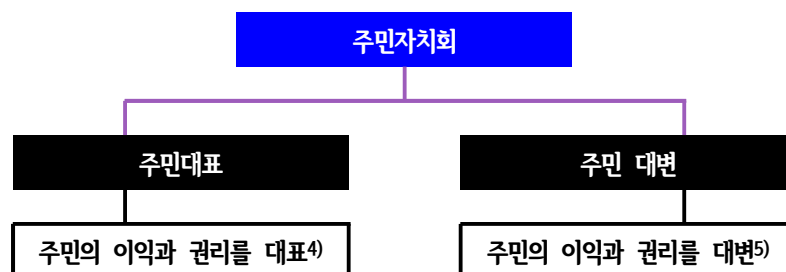 주민자치회
주민대표
주민 대변
주민의 이익과 권리를 대표4)
주민의 이익과 권리를 대변5)